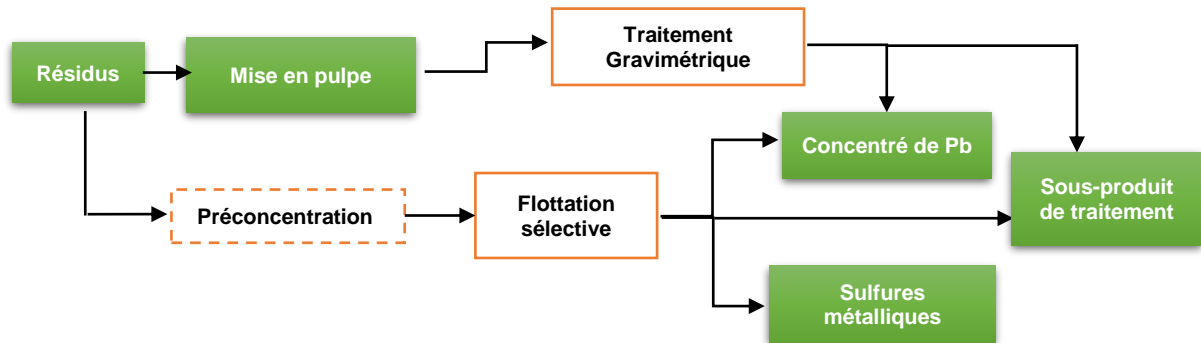 Traitement
Gravimétrique
Résidus
Mise en pulpe
Concentré de Pb
Sous-produit
de traitement
Préconcentration
Flottation
sélective
Sulfures
métalliques